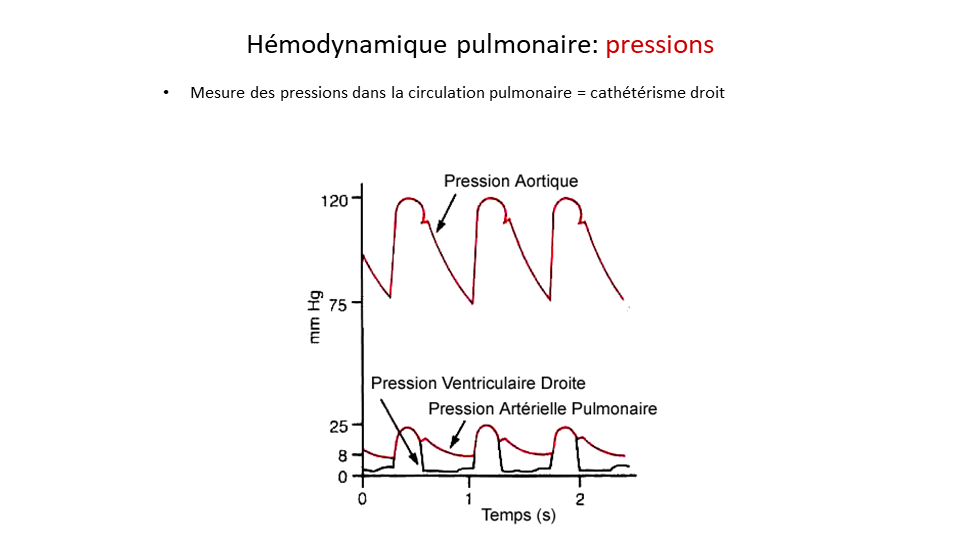 Hémodynamique pulmonaire: pressions
• Mesure des pressions dans la circulation pulmonaire = cathétérisme droit
Pression Aortique
120
75
mm Hg
Pression Ventriculaire Droite
Pression Artérielle Pulmonaire
25
8
0
0 1 2
Temps (s)